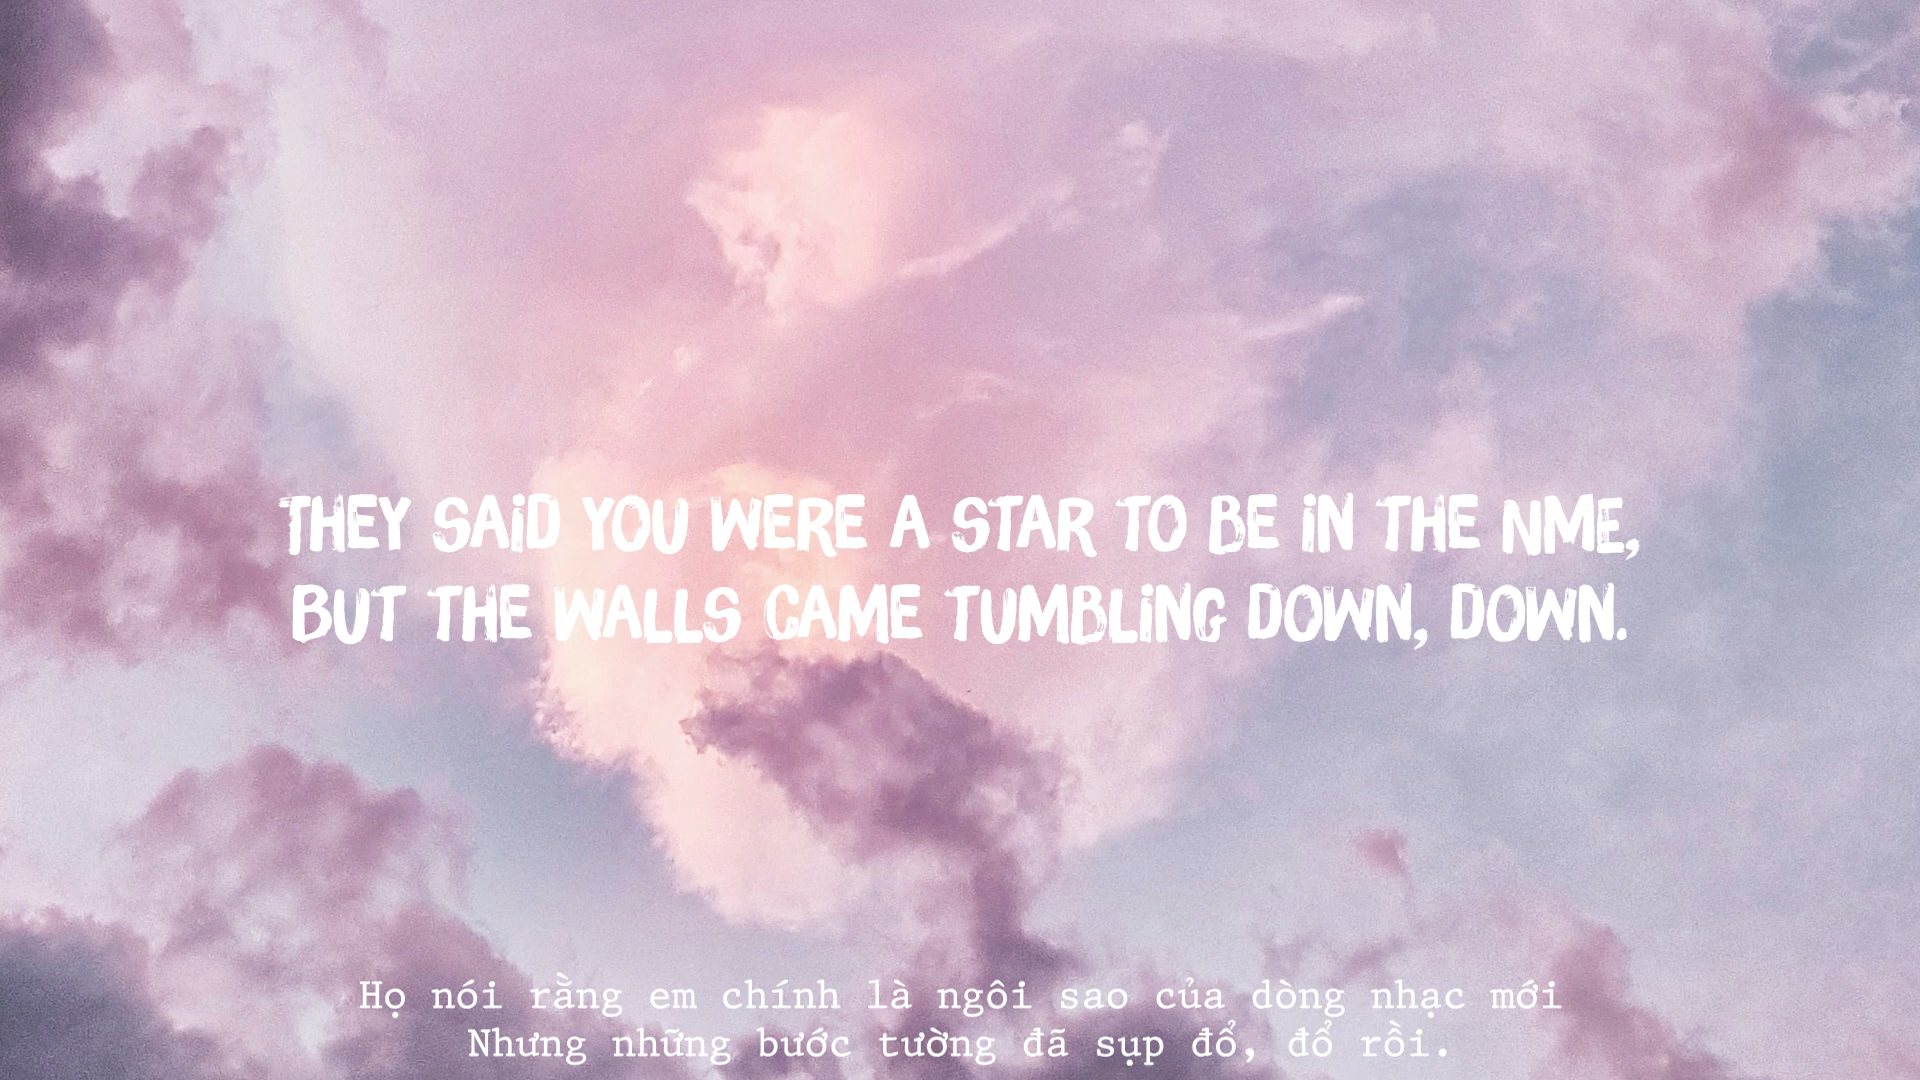 THEY SAID YOU WERE A STAR TO BE IN THE NME,
BUT THE WALLS CAME TUMBLING DOWN, DOWN.
Họ nói rằng em chính là ngôi sao của dòng nhạc mới
Nhưng những bước tường đã sụp đổ, đổ rồi.